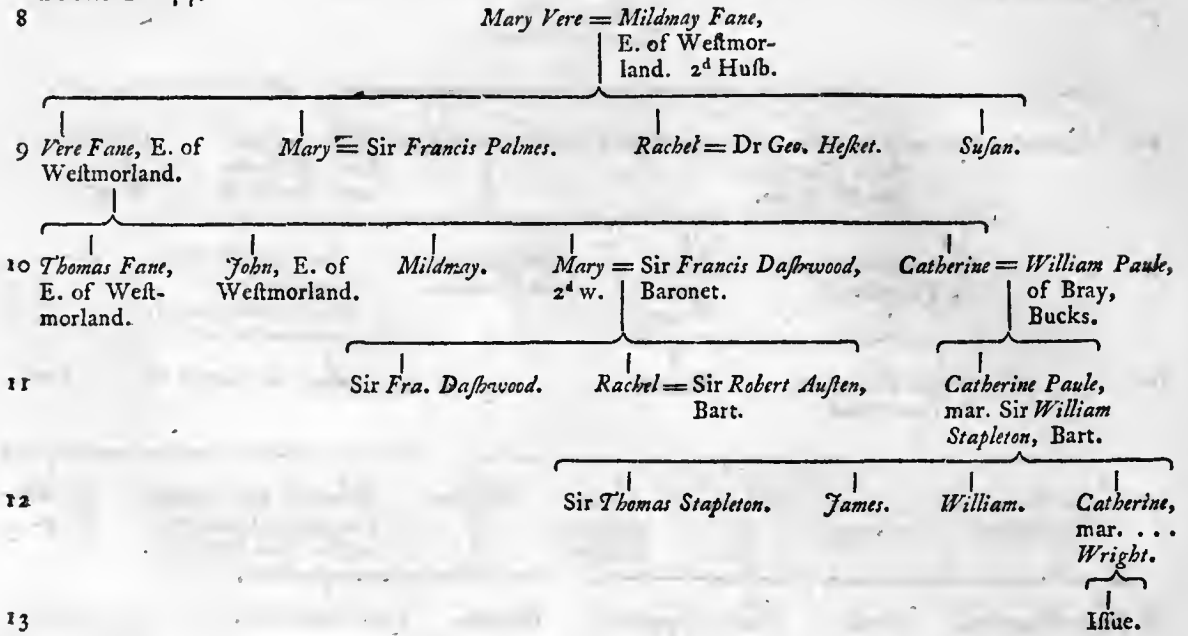 8 Mary Vere = Mildmay Fane,
E. of Weſtmor-
land. 2ᵈ Huſb.
9 Vere Fane, E. of Mary = Sir Francis Palmes. Rachel = Dr Geo. Heſket. Suſan.
Weſtmorland.
10 Thomas Fane, John, E. of Mildmay. Mary = Sir Francis Daſhwood, Catherine = William Paule,
E. of Weſt- Weſtmorland. 2ᵈ w. Baronet. of Bray,
morland. Bucks.
11 Sir Fra. Daſhwood. Rachel = Sir Robert Auſten, Catherine Paule,
Bart. mar. Sir William
Stapleton, Bart.
12 Sir Thomas Stapleton. James. William. Catherine,
mar. . . .
Wright.
13 Iſſue.